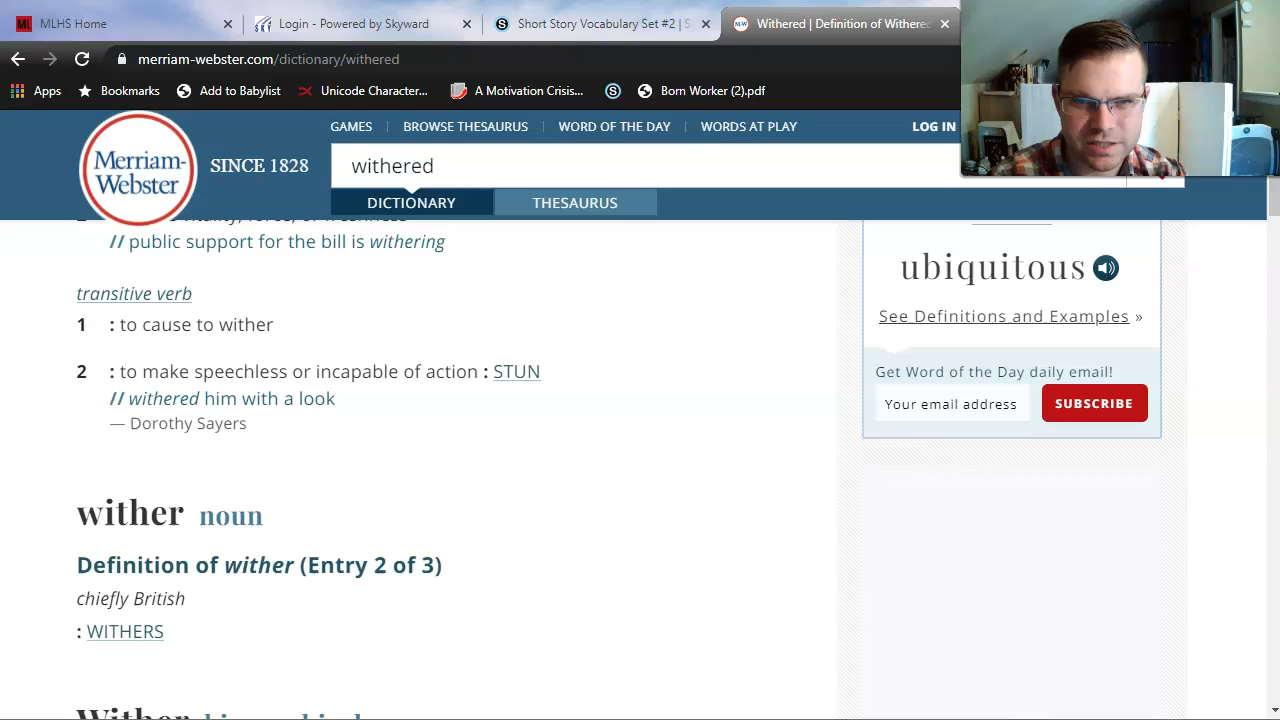 MLHS Home
Login - Powered by Skyward
Short Story Vocabulary Set #2 | S
Withered | Definition of Withered
merriam-webster.com/dictionary/withered
Apps
Bookmarks
Add to Babylist
Unicode Character...
A Motivation Crisis...
Born Worker (2).pdf
GAMES
BROWSE THESAURUS
WORD OF THE DAY
WORDS AT PLAY
LOG IN
Merriam-
Webster
SINCE 1828
withered
DICTIONARY
THESAURUS
// public support for the bill is withering
transitive verb
1 : to cause to wither
2 : to make speechless or incapable of action : STUN
// withered him with a look
— Dorothy Sayers
wither noun
Definition of wither (Entry 2 of 3)
chiefly British
: WITHERS
ubiquitous
See Definitions and Examples »
Get Word of the Day daily email!
Your email address
SUBSCRIBE